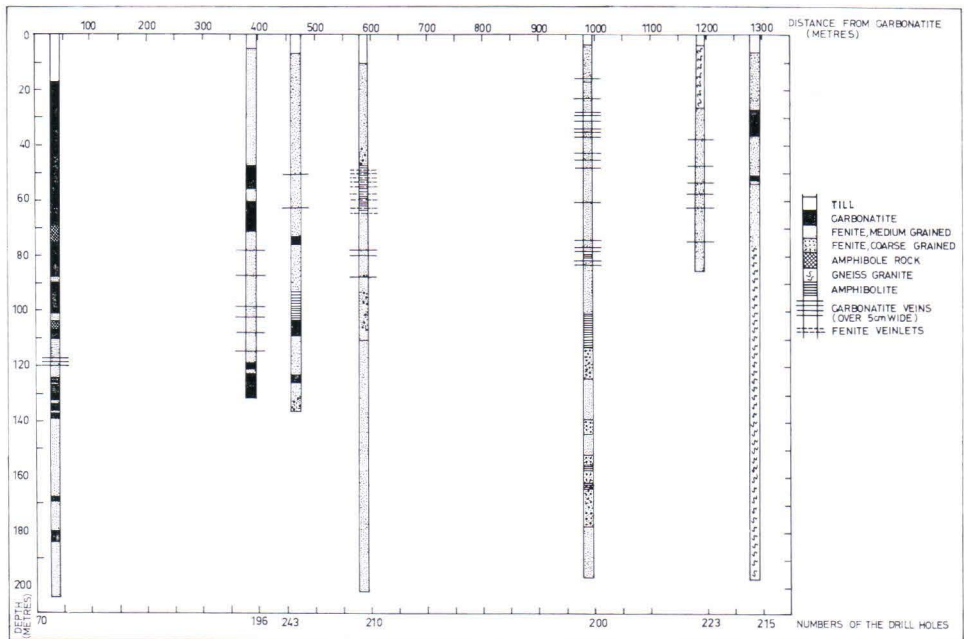 100 200 300 400 500 600 700 800 900 1000 1100 1200 1300 DISTANCE FROM CARBONATITE
(METRES)
0
20
40
60
80
100
120
140
160
180
200
DEPTH
(METRES)
TILL
CARBONATITE
FENITE, MEDIUM GRAINED
FENITE, COARSE GRAINED
AMPHIBOLE ROCK
GNEISS GRANITE
AMPHIBOLITE
CARBONATITE VEINS
(OVER 5cm WIDE)
FENITE VEINLETS
70 196 243 210 200 223 215 NUMBERS OF THE DRILL HOLES